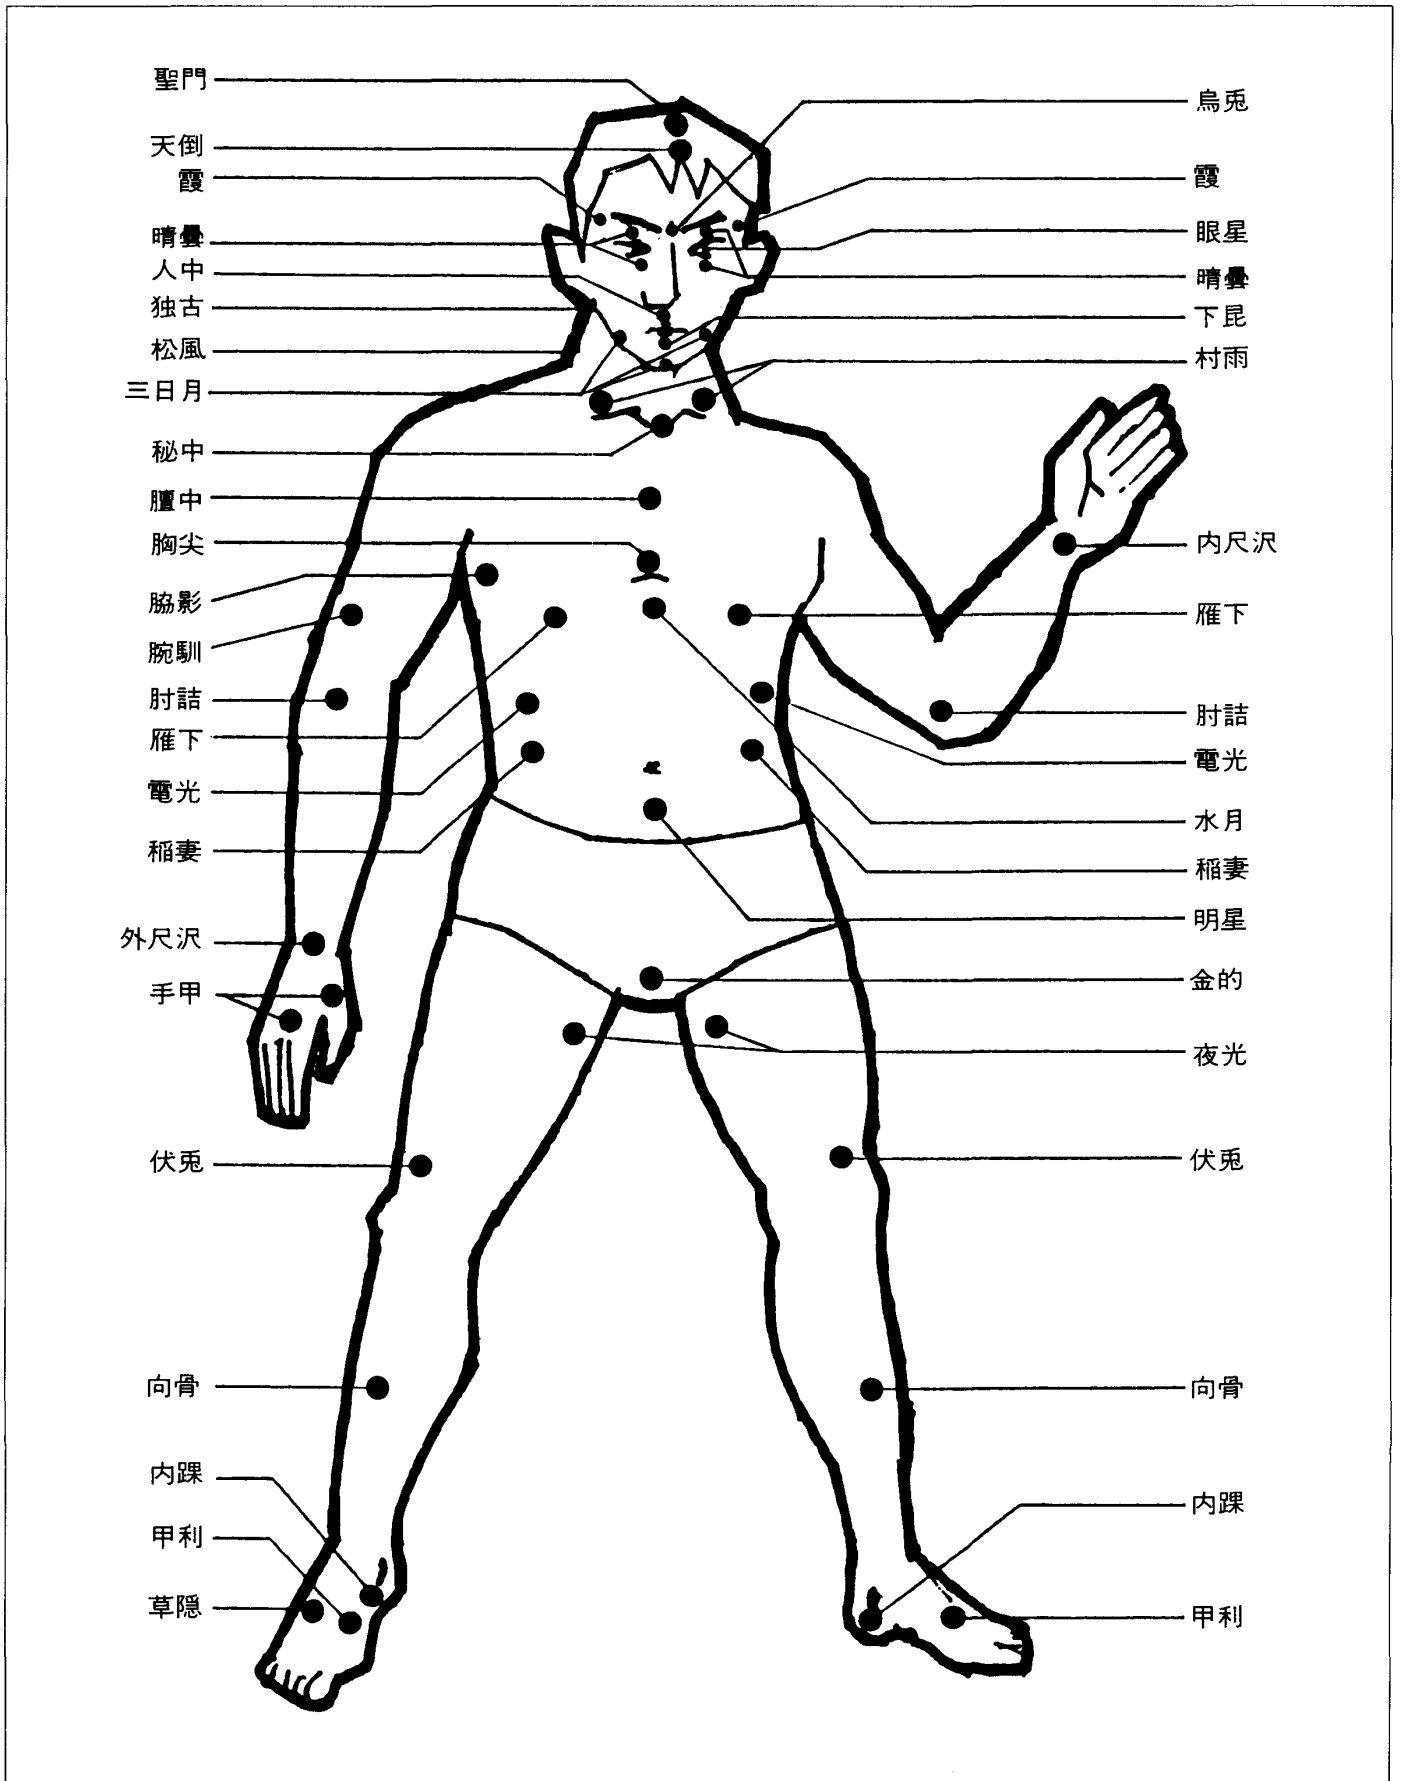 聖門
天倒
霞
晴曇
人中
独古
松風
三日月
秘中
膻中
胸尖
脇影
腕馴
肘詰
雁下
電光
稲妻
外尺沢
手甲
伏兎
向骨
内踝
甲利
草隠
烏兎
霞
眼星
晴曇
下昆
村雨
内尺沢
雁下
肘詰
電光
水月
稲妻
明星
金的
夜光
伏兎
向骨
内踝
甲利